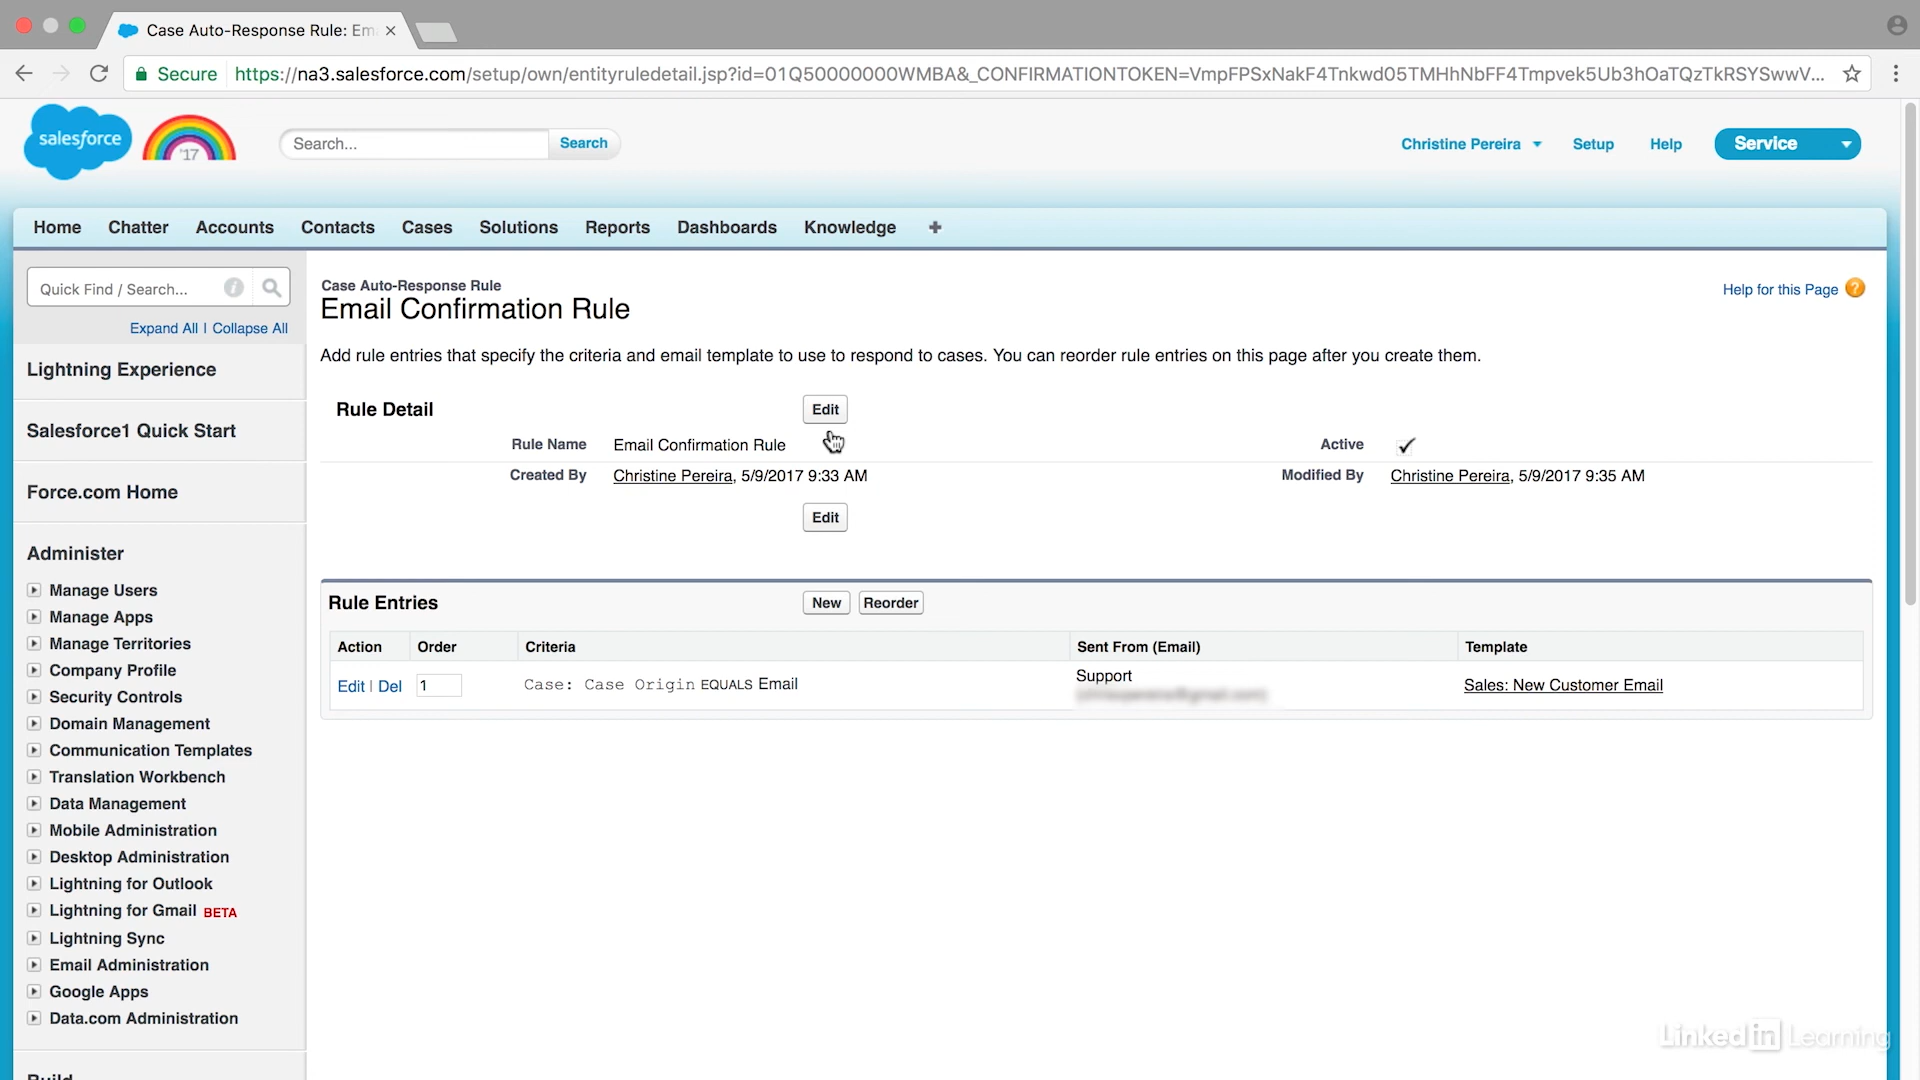 Case Auto-Response Rule: Em
Secure
https://na3.salesforce.com/setup/own/entityruledetail.jsp?id=01Q50000000WMBA&_CONFIRMATIONTOKEN=VmpFPSxNakF4Tnkwd05TMHhNbFF4Tmpvek5Ub3hOaTQzTkRSYSwwV...
salesforce
'17
Search...
Search
Christine Pereira
Setup
Help
Service
Home
Chatter
Accounts
Contacts
Cases
Solutions
Reports
Dashboards
Knowledge
+
Quick Find / Search...
Expand All | Collapse All
Lightning Experience
Salesforce1 Quick Start
Force.com Home
Administer
Manage Users
Manage Apps
Manage Territories
Company Profile
Security Controls
Domain Management
Communication Templates
Translation Workbench
Data Management
Mobile Administration
Desktop Administration
Lightning for Outlook
Lightning for Gmail BETA
Lightning Sync
Email Administration
Google Apps
Data.com Administration
Build
Case Auto-Response Rule
Email Confirmation Rule
Help for this Page ?
Add rule entries that specify the criteria and email template to use to respond to cases. You can reorder rule entries on this page after you create them.
Rule Detail
Edit
Rule Name Email Confirmation Rule
Active
Created By Christine Pereira, 5/9/2017 9:33 AM
Modified By Christine Pereira, 5/9/2017 9:35 AM
Edit
Rule Entries
New
Reorder
Action Order Criteria Sent From (Email) Template
Edit | Del 1 Case: Case Origin EQUALS Email Support Sales: New Customer Email
Linked in Learning